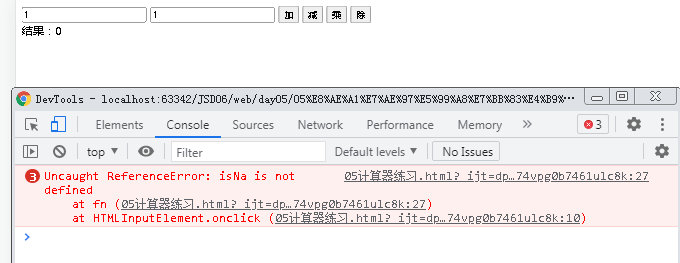 1 1 加 减 乘 除
结果：0
DevTools - localhost:63342/JSD06/web/day05/05%E8%AE%A1%E7%AE%97%E5%99%A8%E7%BB%83%E4%B9%...
Elements Console Sources Network Performance Memory » 3
top Filter Default levels No Issues
3 Uncaught ReferenceError: isNa is not 05计算器练习.html?_ijt=dp…74vpg0b7461ulc8k:27
defined
at fn (05计算器练习.html?_ijt=dp…74vpg0b7461ulc8k:27)
at HTMLInputElement.onclick (05计算器练习.html?_ijt=dp…74vpg0b7461ulc8k:10)
>